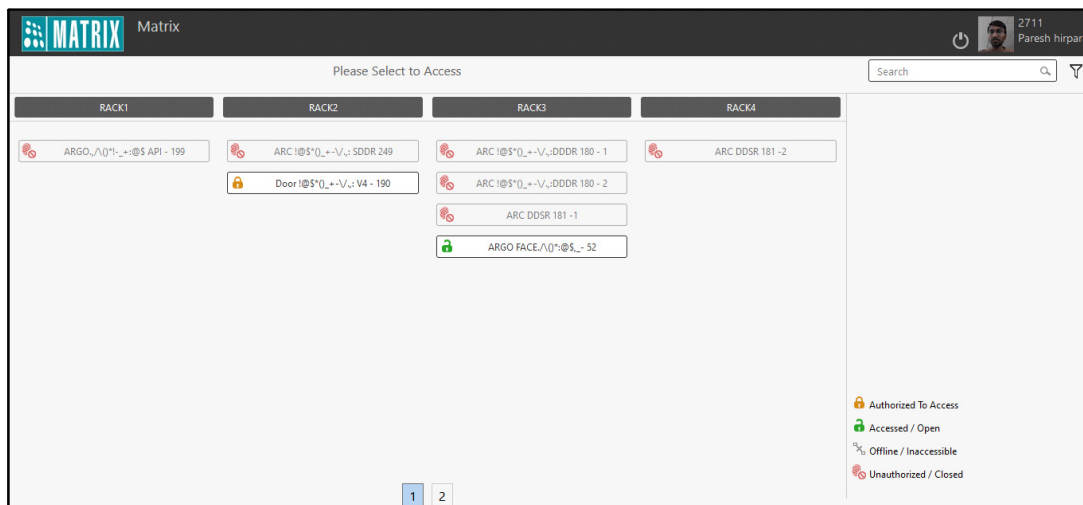 MATRIX
Matrix
2711
Paresh hirpar
Please Select to Access
Search
RACK1
RACK2
RACK3
RACK4
ARGO.,/\()*!-_+:@$ API - 199
ARC !@$*()_+-\/.,: SDDR 249
ARC !@$*()_+-\/.,:DDDR 180 - 1
ARC DDSR 181 -2
Door !@$*()_+-\/.,: V4 - 190
ARC !@$*()_+-\/.,:DDDR 180 - 2
ARC DDSR 181 -1
ARGO FACE./\()*:@$,_- 52
Authorized To Access
Accessed / Open
Offline / Inaccessible
Unauthorized / Closed
1 2